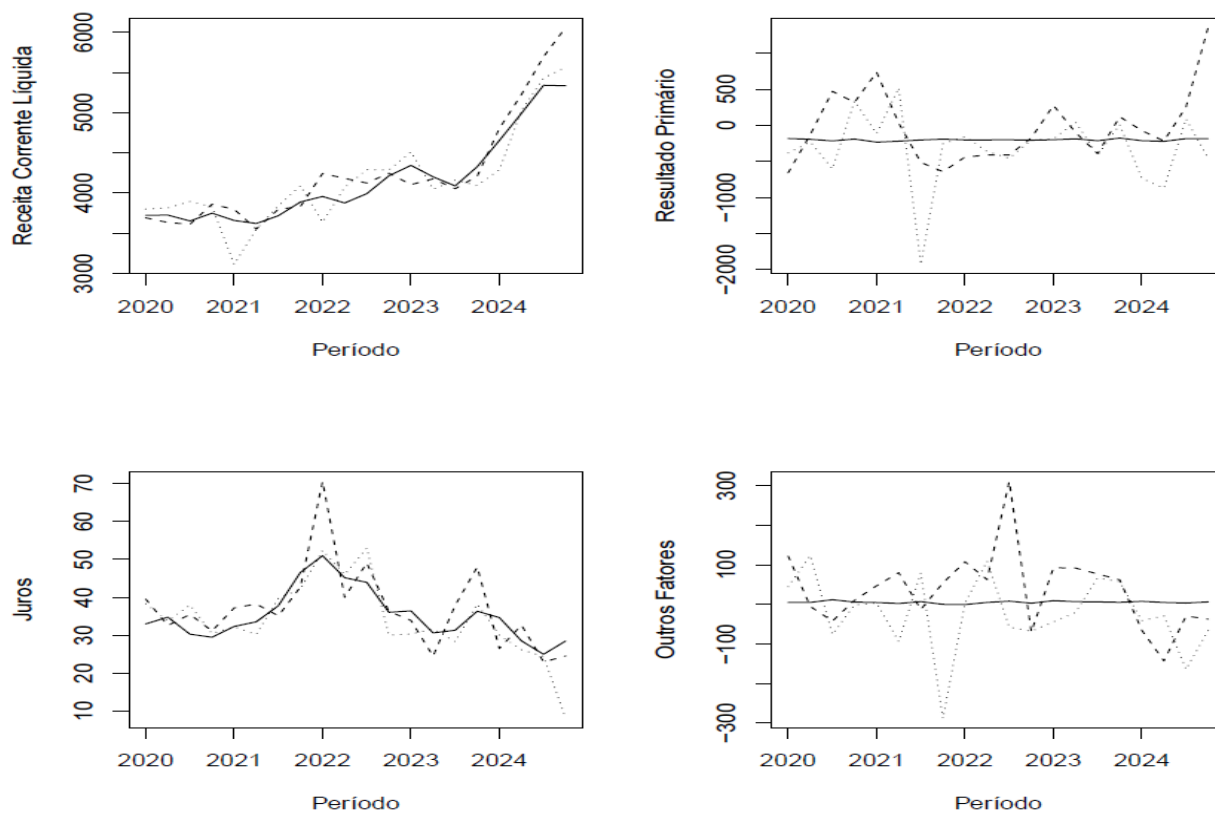 Receita Corrente Líquida
6000
5000
4000
3000
2020 2021 2022 2023 2024
Período
Resultado Primário
500
0
−1000
−2000
2020 2021 2022 2023 2024
Período
Juros
70
60
50
40
30
20
10
2020 2021 2022 2023 2024
Período
Outros Fatores
300
100
−100
−300
2020 2021 2022 2023 2024
Período